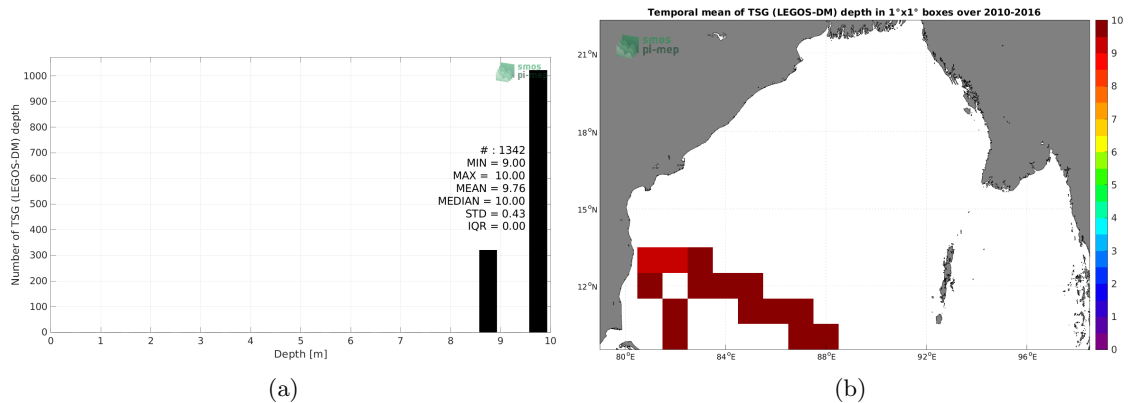 Temporal mean of TSG (LEGOS-DM) depth in 1°x1° boxes over 2010-2016
smos
pi-mep
Number of TSG (LEGOS-DM) depth
1000
900
800
700
600
500
400
300
200
100
0
# : 1342
MIN = 9.00
MAX = 10.00
MEAN = 9.76
MEDIAN = 10.00
STD = 0.43
IQR = 0.00
0 1 2 3 4 5 6 7 8 9 10
Depth [m]
(a)
smos
pi-mep
21°N
18°N
15°N
12°N
80°E 84°E 88°E 92°E 96°E
10
9
8
7
6
5
4
3
2
1
0
(b)